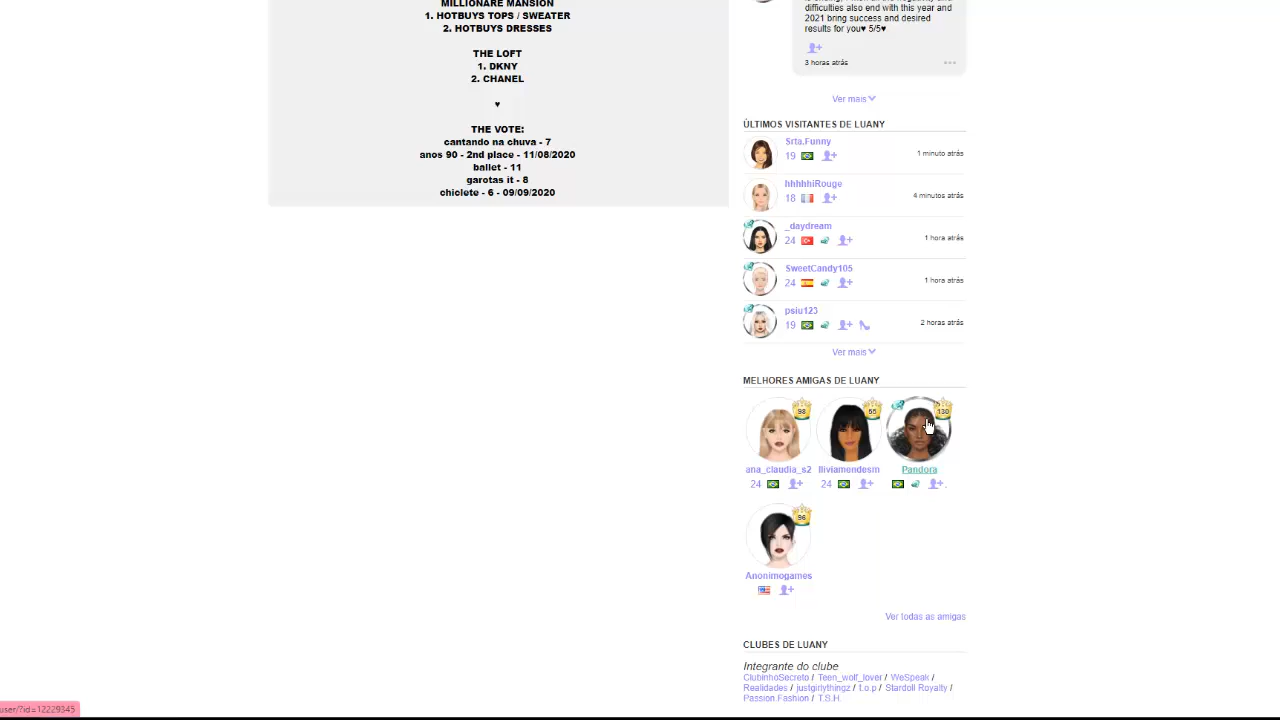 MILLIONARE MANSION
1. HOTBUYS TOPS / SWEATER
2. HOTBUYS DRESSES
THE LOFT
1. DKNY
2. CHANEL
♥
THE VOTE:
cantando na chuva - 7
anos 90 - 2nd place - 11/08/2020
ballet - 11
garotas it - 8
chiclete - 6 - 09/09/2020
difficulties also end with this year and
2021 bring success and desired
results for you♥ 5/5♥
3 horas atrás
Ver mais
ÚLTIMOS VISITANTES DE LUANY
Srta.Funny
19
1 minuto atrás
hhhhhiRouge
18
4 minutos atrás
_daydream
24
1 hora atrás
SweetCandy105
24
1 hora atrás
psiu123
19
2 horas atrás
Ver mais
MELHORES AMIGAS DE LUANY
98
130
ana_claudia_s2
lliviamendesm
Pandora
24
24
96
Anonimogames
Ver todas as amigas
CLUBES DE LUANY
Integrante do clube
ClubinhoSecreto / Teen_wolf_lover / WeSpeak /
Realidades / justgirlythingz / t.o.p / Stardoll Royalty /
Passion.Fashion / T.S.H.
user/?id=12229345